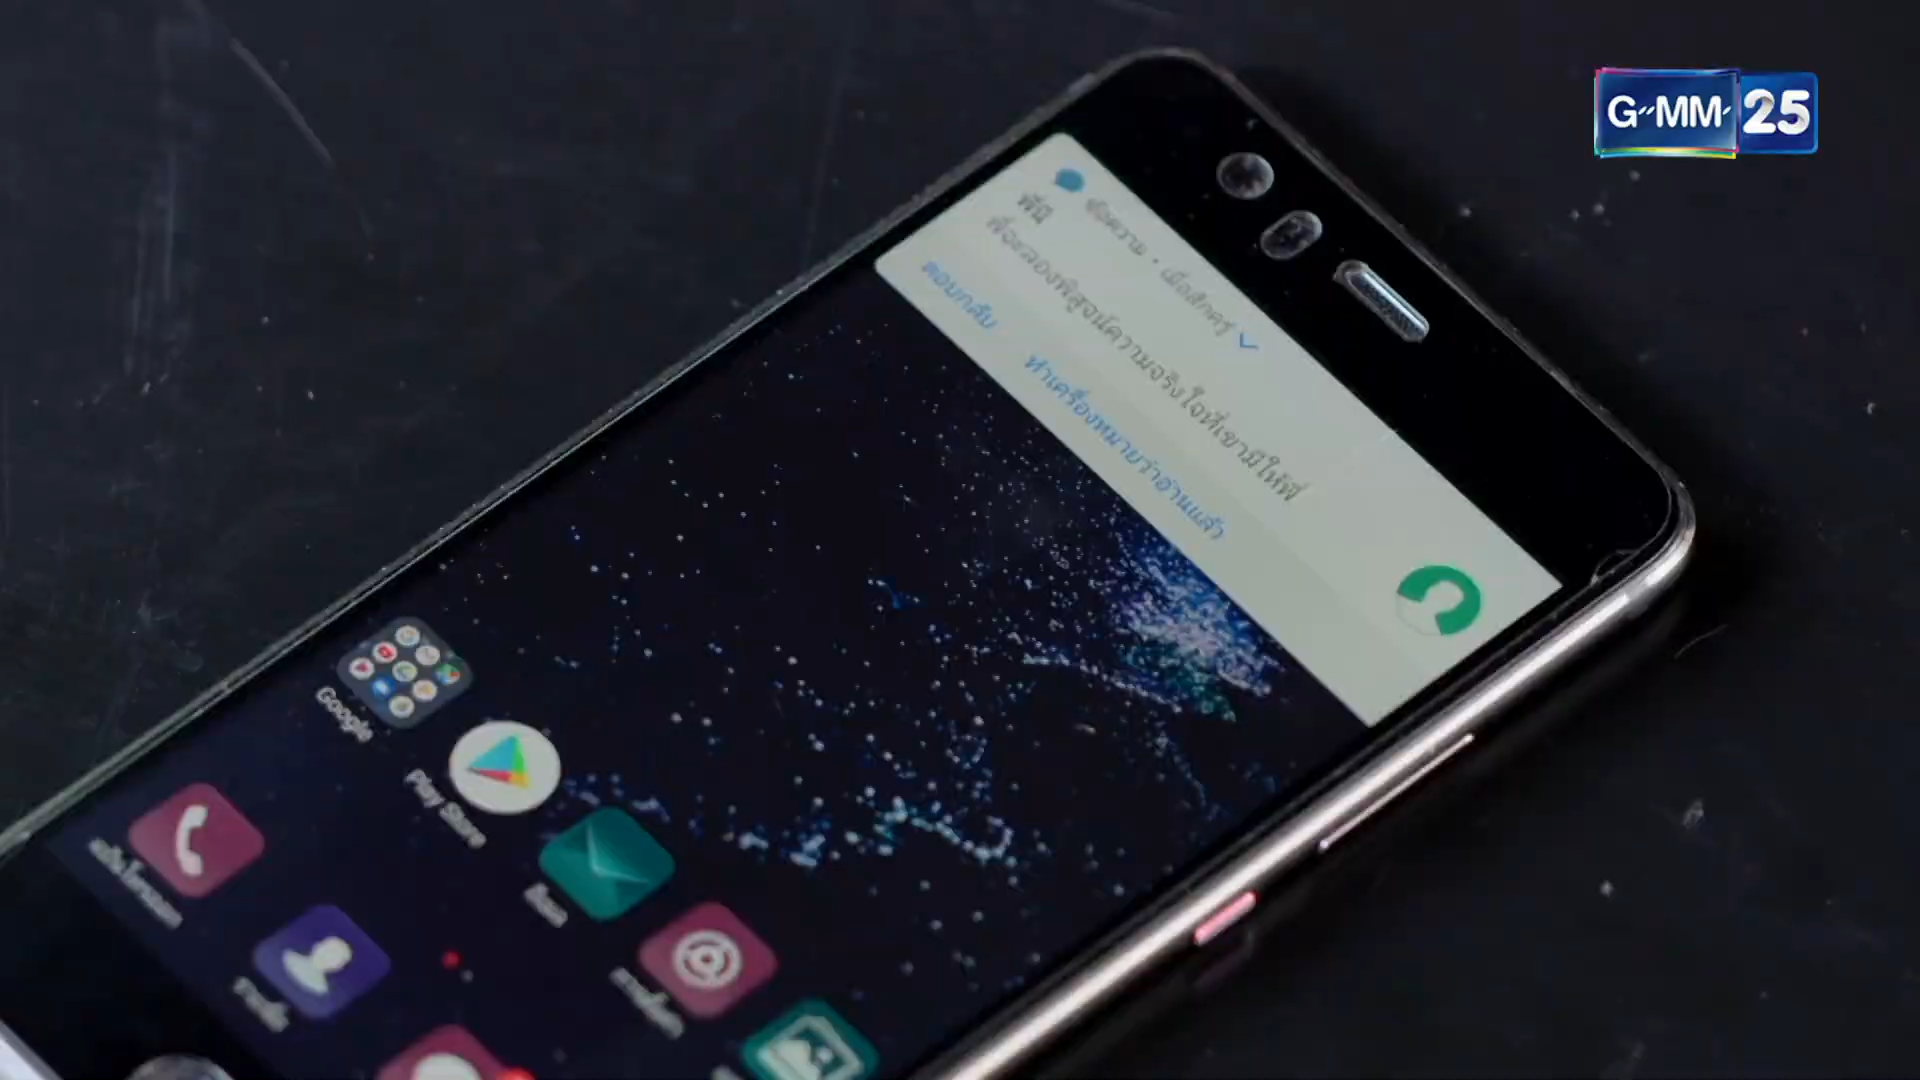 G-MM 25
ข้อความ • เมื่อสักครู่
พี่จะลองพิสูจน์ความจริงใจที่เขามีให้พี่
ตอบกลับ
ทำเครื่องหมายว่าอ่านแล้ว
Google
Play Store